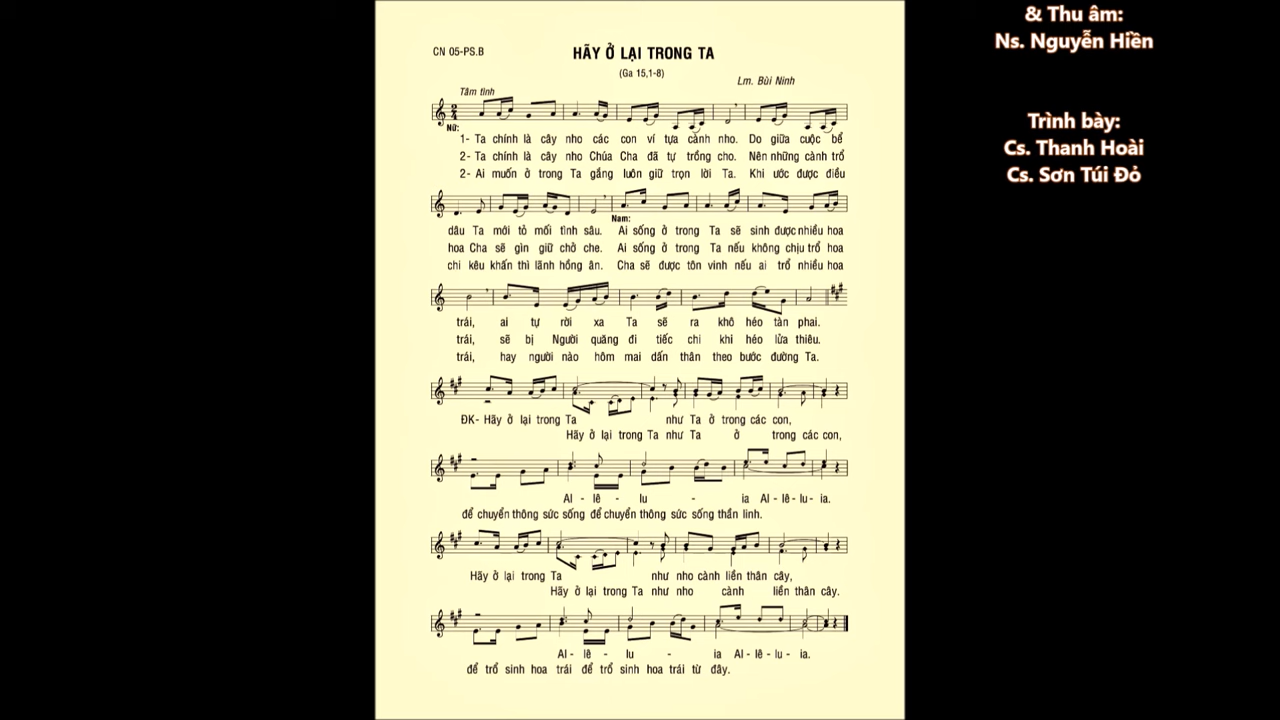 CN 05-PS.B
HÃY Ở LẠI TRONG TA
(Ga 15,1-8)
Lm. Bùi Ninh
Tâm tình
Nữ:
1- Ta chính là cây nho các con ví tựa cành nho. Do giữa cuộc bể
2- Ta chính là cây nho Chúa Cha đã tự trồng cho. Nên những cành trổ
2- Ai muốn ở trong Ta gắng luôn giữ trọn lời Ta. Khi ước được điều
Nam:
dâu Ta mới tỏ mối tình sâu. Ai sống ở trong Ta sẽ sinh được nhiều hoa
hoa Cha sẽ gìn giữ chở che. Ai sống ở trong Ta nếu không chịu trổ hoa
chi kêu khấn thì lãnh hồng ân. Cha sẽ được tôn vinh nếu ai trổ nhiều hoa
trái, ai tự rời xa Ta sẽ ra khô héo tàn phai.
trái, sẽ bị Người quăng đi tiếc chi khi héo lửa thiêu.
trái, hay người nào hôm mai dấn thân theo bước đường Ta.
ĐK- Hãy ở lại trong Ta như Ta ở trong các con,
Hãy ở lại trong Ta như Ta ở trong các con,
Al - lê - lu - ia Al- lê- lu- ia.
để chuyển thông sức sống để chuyển thông sức sống thần linh.
Hãy ở lại trong Ta như nho cành liền thân cây,
Hãy ở lại trong Ta như nho cành liền thân cây.
Al - lê - lu - ia Al- lê - lu - ia.
để trổ sinh hoa trái để trổ sinh hoa trái từ đây.
& Thu âm:
Ns. Nguyễn Hiền
Trình bày:
Cs. Thanh Hoài
Cs. Sơn Túi Đỏ